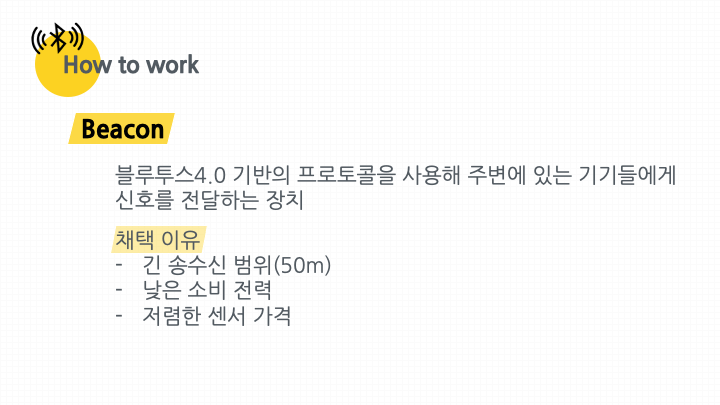 How to work
Beacon
블루투스4.0 기반의 프로토콜을 사용해 주변에 있는 기기들에게
신호를 전달하는 장치
채택 이유
- 긴 송수신 범위(50m)
- 낮은 소비 전력
- 저렴한 센서 가격